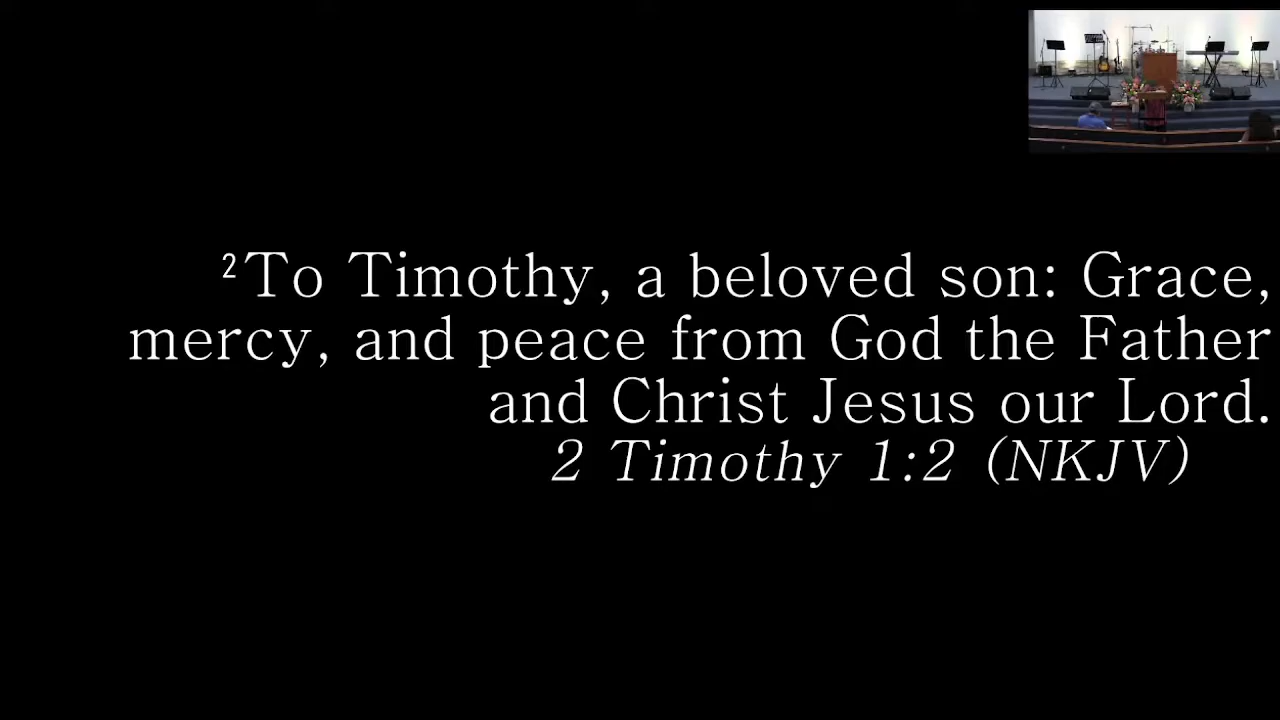 ²To Timothy, a beloved son: Grace,
mercy, and peace from God the Father
and Christ Jesus our Lord.
2 Timothy 1:2 (NKJV)